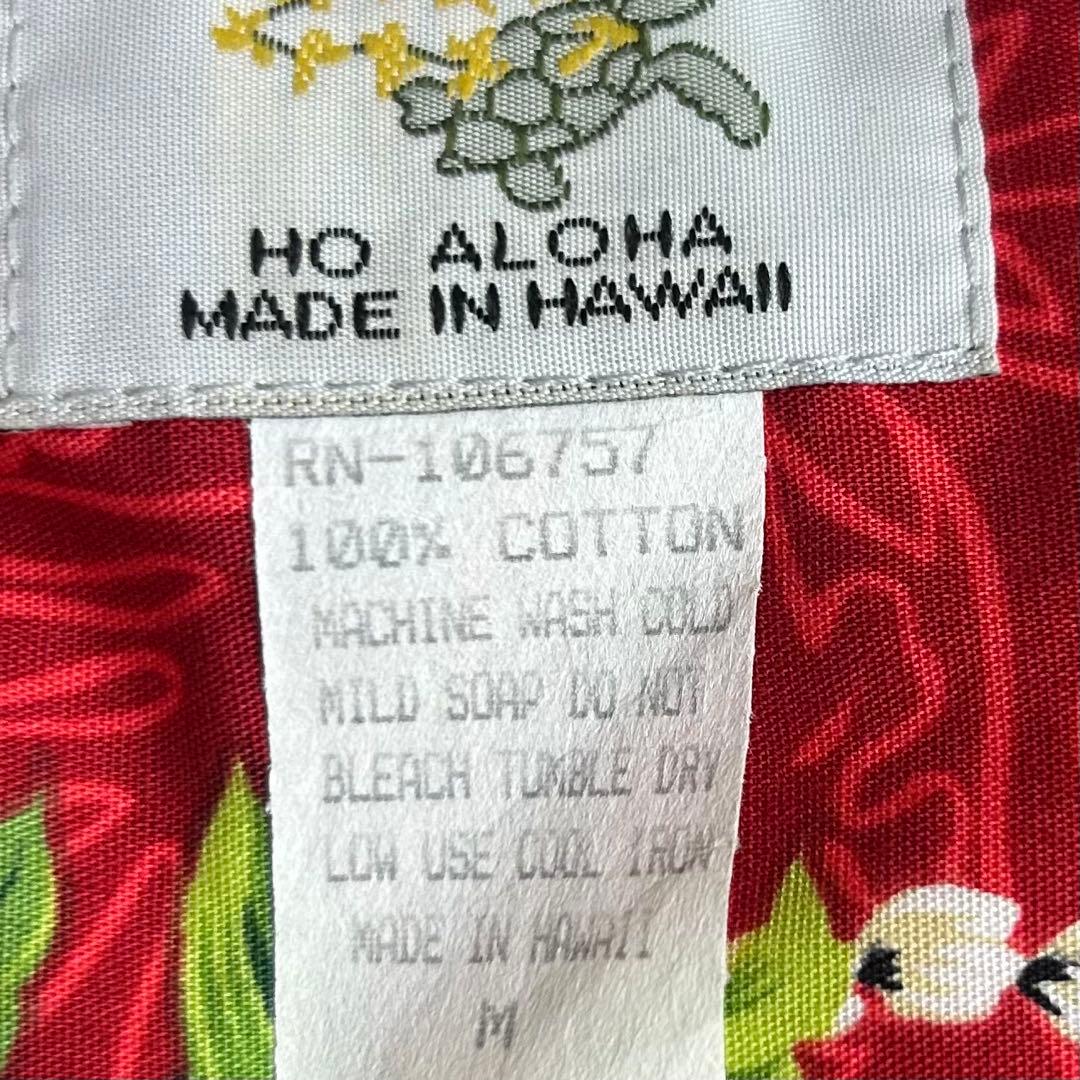 HO ALOHA
MADE IN HAWAII
RN-106757
100% COTTON
MACHINE WASH COLD
MILD SOAP DO NOT
BLEACH TUMBLE DRY
LOW USE COOL IRON
MADE IN HAWAII
M